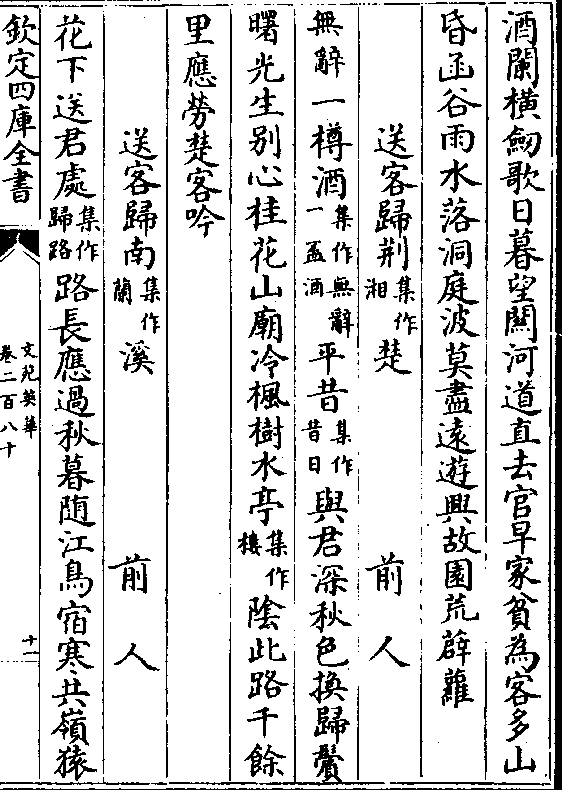 酒闌橫劒歌日暮望關河道直去官早家貧為客多山
昏函谷雨水落洞庭波莫盡遠遊興故園荒薜蘿
送客歸荆集作湘楚 前人
無辭一樽酒集作無辭一盃酒平昔集作昔日與君深秋色換歸鬢
曙光生別心桂花山廟冷楓樹水亭集作樓陰此路千餘
里應勞楚客吟
送客歸南集作蘭溪 前人
花下送君處集作歸路路長應過秋暮隨江鳥宿寒共嶺猿
欽定四庫全書 文苑英華卷二百八十 十一